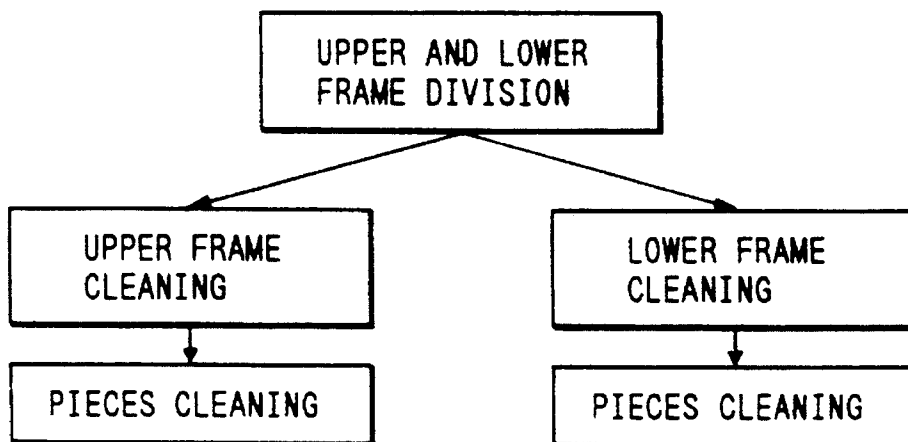 UPPER AND LOWER
FRAME DIVISION
UPPER FRAME
CLEANING
LOWER FRAME
CLEANING
PIECES CLEANING
PIECES CLEANING